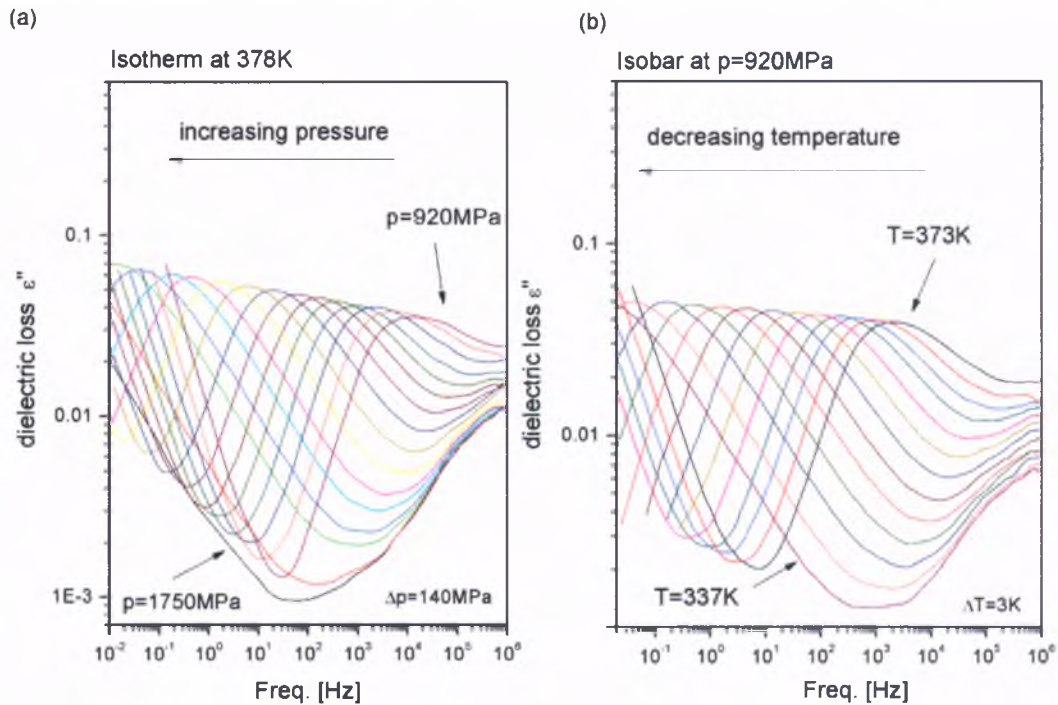 (a)
Isotherm at 378K
increasing pressure
p=920MPa
p=1750MPa
Δp=140MPa
dielectric loss ε"
0.1
0.01
1E-3
10⁻² 10⁻¹ 10⁰ 10¹ 10² 10³ 10⁴ 10⁵ 10⁶
Freq. [Hz]
(b)
Isobar at p=920MPa
decreasing temperature
T=373K
T=337K
ΔT=3K
dielectric loss ε"
0.1
0.01
10⁻¹ 10⁰ 10¹ 10² 10³ 10⁴ 10⁵ 10⁶
Freq. [Hz]